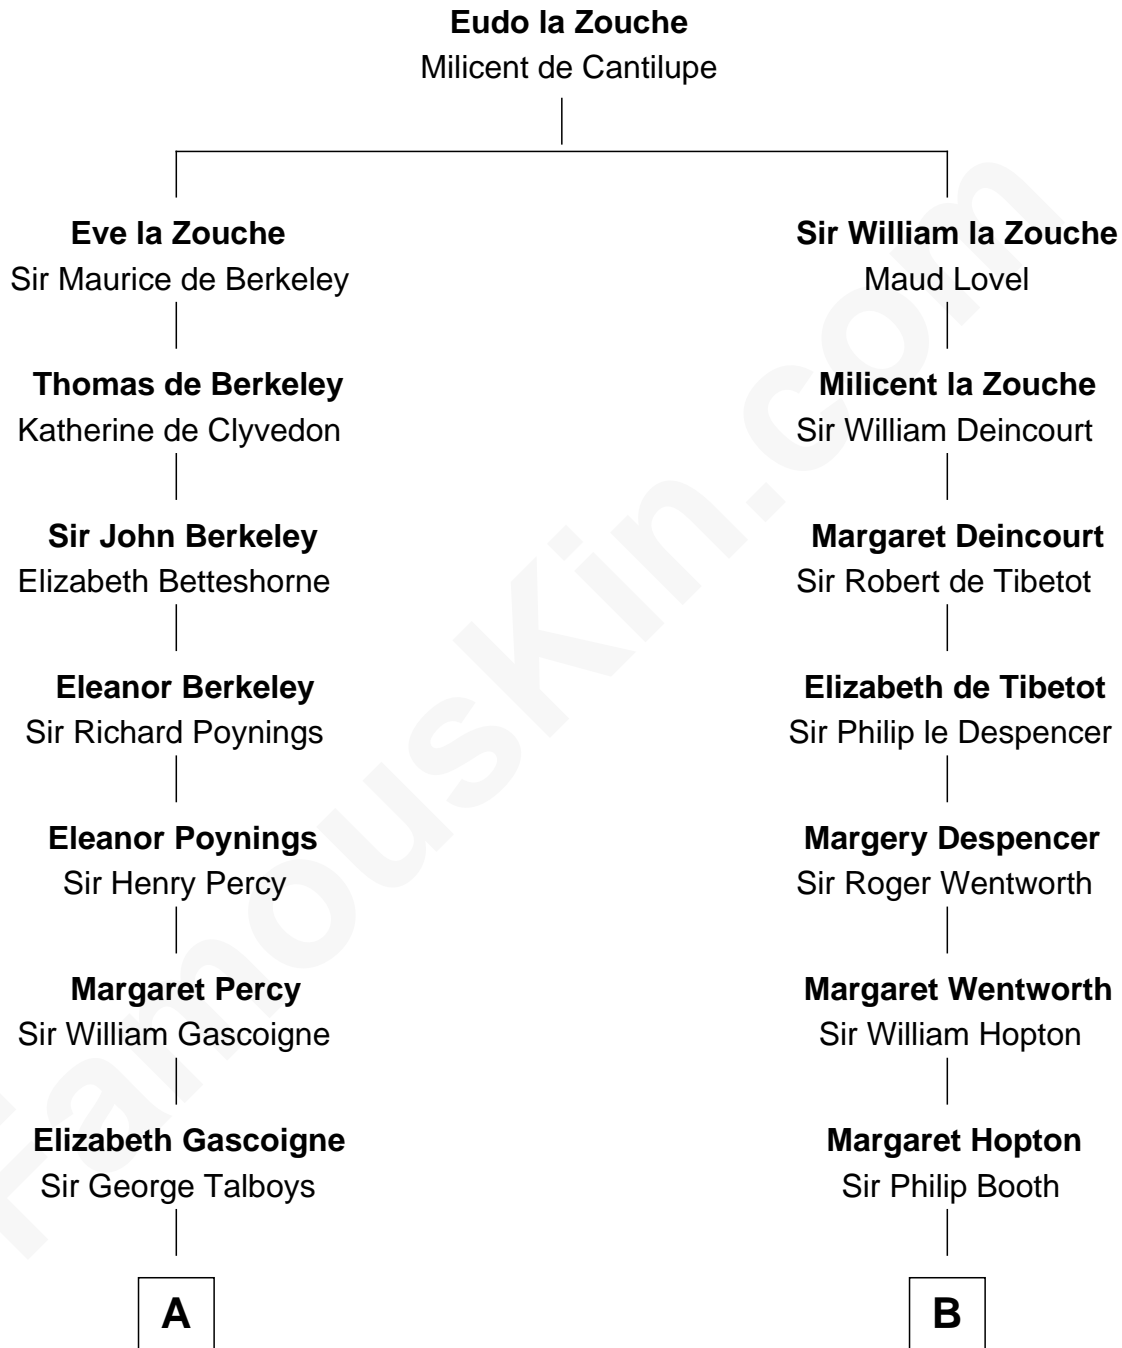 Eudo la Zouche
Milicent de Cantilupe
Eve la Zouche
Sir Maurice de Berkeley
Sir William la Zouche
Maud Lovel
Thomas de Berkeley
Katherine de Clyvedon
Milicent la Zouche
Sir William Deincourt
Sir John Berkeley
Elizabeth Betteshorne
Margaret Deincourt
Sir Robert de Tibetot
Eleanor Berkeley
Sir Richard Poynings
Elizabeth de Tibetot
Sir Philip le Despencer
Eleanor Poynings
Sir Henry Percy
Margery Despencer
Sir Roger Wentworth
Margaret Percy
Sir William Gascoigne
Margaret Wentworth
Sir William Hopton
Elizabeth Gascoigne
Sir George Talboys
Margaret Hopton
Sir Philip Booth
A
B
FamousKin.com